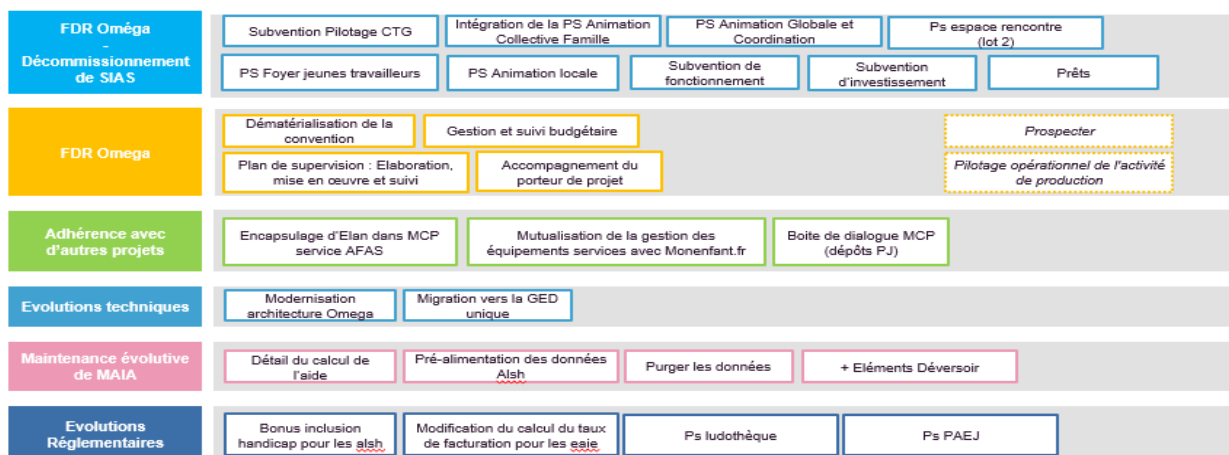 FDR Oméga
-
Décommissionnement
de SIAS
Subvention Pilotage CTG
Intégration de la PS Animation
Collective Famille
PS Animation Globale et
Coordination
Ps espace rencontre
(lot 2)
PS Foyer jeunes travailleurs
PS Animation locale
Subvention de
fonctionnement
Subvention
d'investissement
Prêts
FDR Omega
Dématérialisation de la
convention
Gestion et suivi budgétaire
Prospecter
Plan de supervision : Elaboration,
mise en œuvre et suivi
Accompagnement du
porteur de projet
Pilotage opérationnel de l'activité
de production
Adhérence avec
d'autres projets
Encapsulage d'Elan dans MCP
service AFAS
Mutualisation de la gestion des
équipements services avec Monenfant.fr
Boite de dialogue MCP
(dépôts PJ)
Evolutions techniques
Modernisation
architecture Omega
Migration vers la GED
unique
Maintenance évolutive
de MAIA
Détail du calcul de
l'aide
Pré-alimentation des données
Alsh
Purger les données
+ Eléments Déversoir
Evolutions
Réglementaires
Bonus inclusion
handicap pour les alsh
Modification du calcul du taux
de facturation pour les eaje
Ps ludothèque
Ps PAEJ